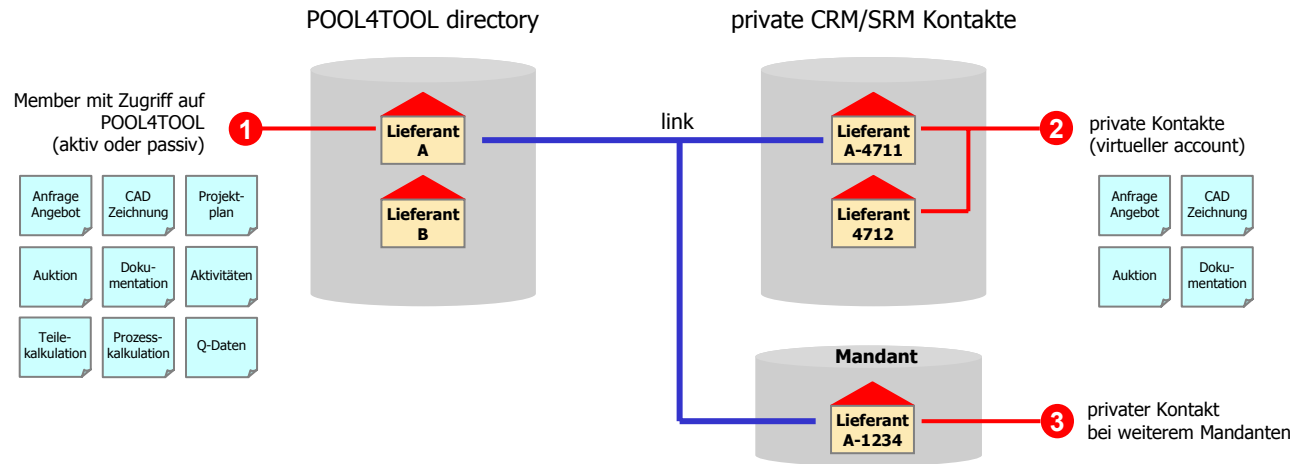 POOL4TOOL directory
private CRM/SRM Kontakte
Member mit Zugriff auf
POOL4TOOL
(aktiv oder passiv)
1
Lieferant
A
Lieferant
B
link
Lieferant
A-4711
Lieferant
4712
2
private Kontakte
(virtueller account)
Anfrage
Angebot
CAD
Zeichnung
Projekt-
plan
Auktion
Doku-
mentation
Aktivitäten
Teile-
kalkulation
Prozess-
kalkulation
Q-Daten
Anfrage
Angebot
CAD
Zeichnung
Auktion
Doku-
mentation
Mandant
Lieferant
A-1234
3
privater Kontakt
bei weiterem Mandanten